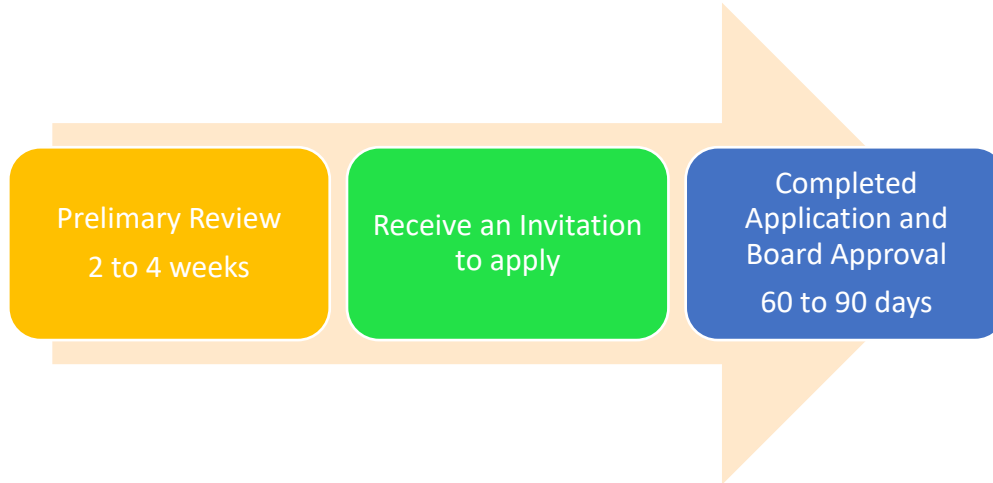 Prelimary Review
2 to 4 weeks
Receive an Invitation
to apply
Completed
Application and
Board Approval
60 to 90 days